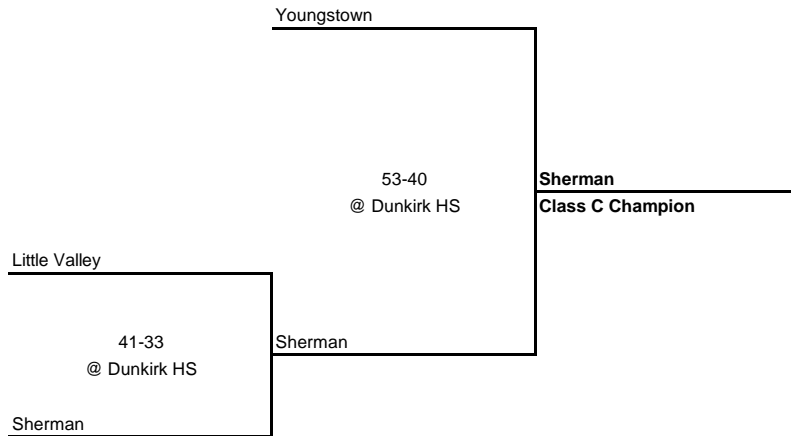 Youngstown
53-40
@ Dunkirk HS
Sherman
Class C Champion
Little Valley
41-33
@ Dunkirk HS
Sherman
Sherman